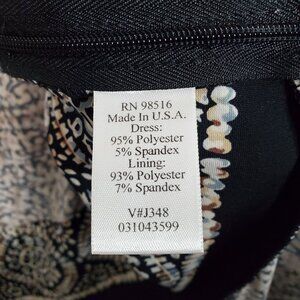 RN 98516
Made In U.S.A.
Dress:
95% Polyester
5% Spandex
Lining:
93% Polyester
7% Spandex
V#J348
031043599